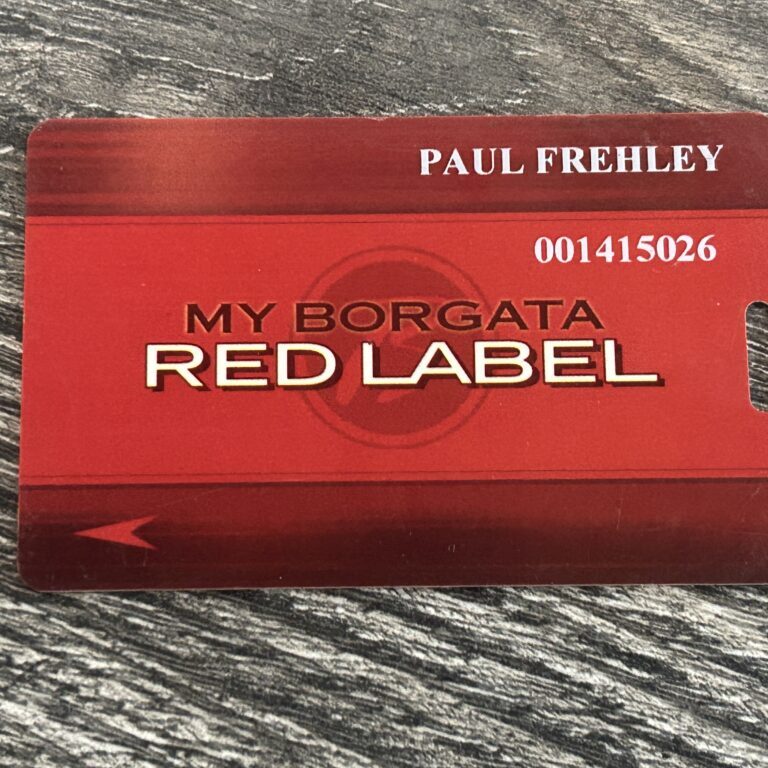 PAUL FREHLEY
001415026
MY BORGATA
RED LABEL